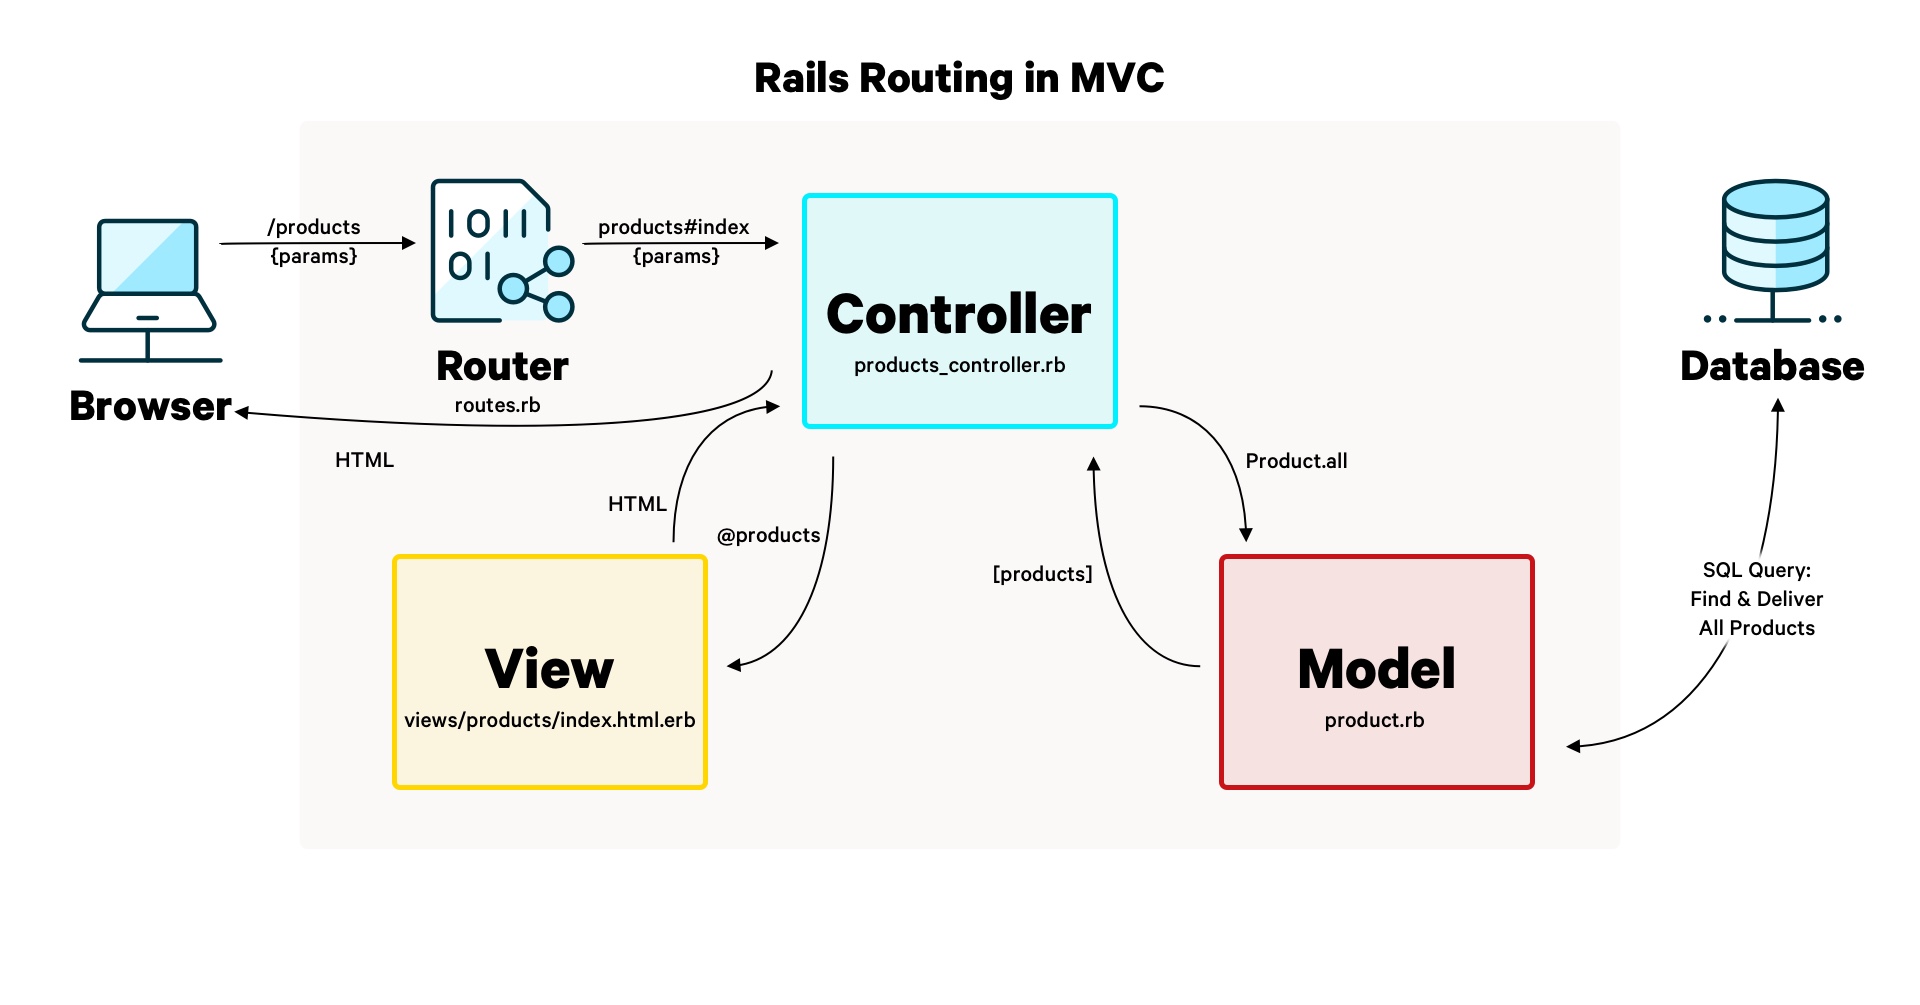 Rails Routing in MVC
/products
{params}
products#index
{params}
Browser
Router
routes.rb
Controller
products_controller.rb
Database
HTML
HTML
@products
[products]
Product.all
SQL Query:
Find & Deliver
All Products
View
views/products/index.html.erb
Model
product.rb
1011
01